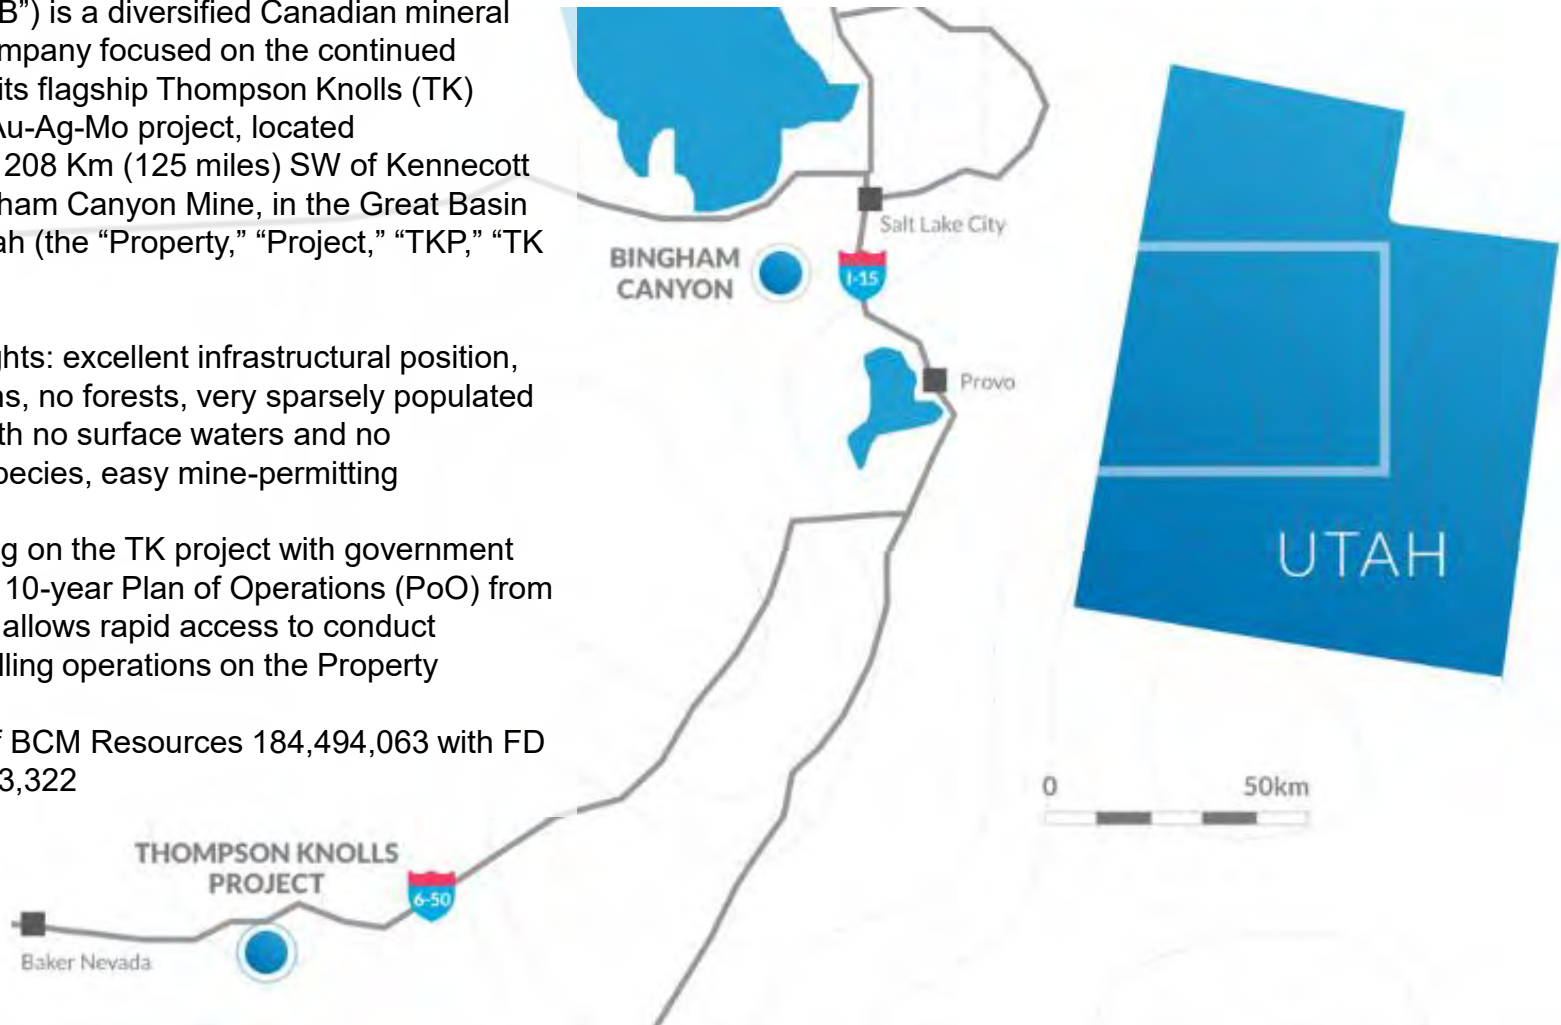 B”) is a diversified Canadian mineral
ompany focused on the continued
its flagship Thompson Knolls (TK)
Au-Ag-Mo project, located
208 Km (125 miles) SW of Kennecott
ham Canyon Mine, in the Great Basin
ah (the “Property,” “Project,” “TKP,” “TK
ghts: excellent infrastructural position,
ns, no forests, very sparsely populated
th no surface waters and no
pecies, easy mine-permitting
g on the TK project with government
10-year Plan of Operations (PoO) from
allows rapid access to conduct
lling operations on the Property
f BCM Resources 184,494,063 with FD
3,322
Salt Lake City
BINGHAM
CANYON
I-15
Provo
UTAH
0 50km
THOMPSON KNOLLS
PROJECT
6-50
Baker Nevada